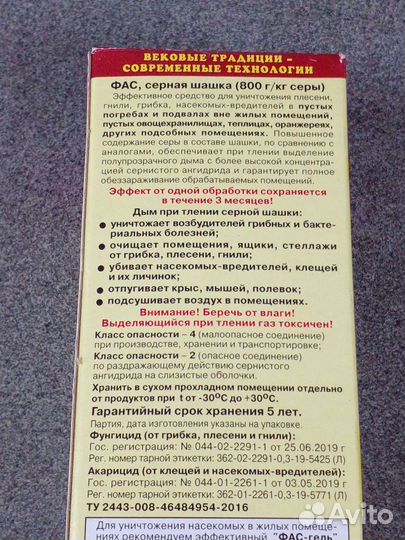 ВЕКОВЫЕ ТРАДИЦИИ –
СОВРЕМЕННЫЕ ТЕХНОЛОГИИ
ФАС, серная шашка (800 г/кг серы)
Эффективное средство для уничтожения плесени,
гнили, грибка, насекомых-вредителей в пустых
погребах и подвалах вне жилых помещений,
пустых овощехранилищах, теплицах, оранжереях,
других подсобных помещениях. Повышенное
содержание серы в составе шашки, по сравнению с
аналогами, обеспечивает при тлении выделение
полупрозрачного дыма с более высокой концентра-
цией сернистого ангидрида и гарантирует полное
обеззараживание обрабатываемых помещений.
Эффект от одной обработки сохраняется
в течение 3 месяцев!
Дым при тлении серной шашки:
● уничтожает возбудителей грибных и бакте-
риальных болезней;
● очищает помещения, ящики, стеллажи
от грибка, плесени, гнили;
● убивает насекомых-вредителей, клещей
и их личинок;
● отпугивает крыс, мышей, полевок;
● подсушивает воздух в помещениях.
Внимание! Беречь от влаги!
Выделяющийся при тлении газ токсичен!
Класс опасности – 4 (малоопасное соединение)
при производстве, хранении и транспортировке;
Класс опасности – 2 (опасное соединение)
по раздражающему действию сернистого
ангидрида на слизистые оболочки.
Хранить в сухом прохладном помещении отдельно
от продуктов при t от -30ºС до +30ºС.
Гарантийный срок хранения 5 лет.
Партия, дата изготовления указаны на упаковке.
Фунгицид (от грибка, плесени и гнили):
Гос. регистрация: № 044-02-2291-1 от 25.06.2019 г
Рег. номер тарной этикетки: 362-02-2291-0,3-19-5425 (Л)
Акарицид (от клещей и насекомых-вредителей):
Гос. регистрация: № 044-01-2261-1 от 03.05.2019 г
Рег. номер тарной этикетки: 362-01-2261-0,3-19-5771 (Л)
ТУ 2443-008-46484954-2016
Для уничтожения насекомых в жилых помеще-
ниях рекомендуем эффективный "ФАС-гель"
Avito